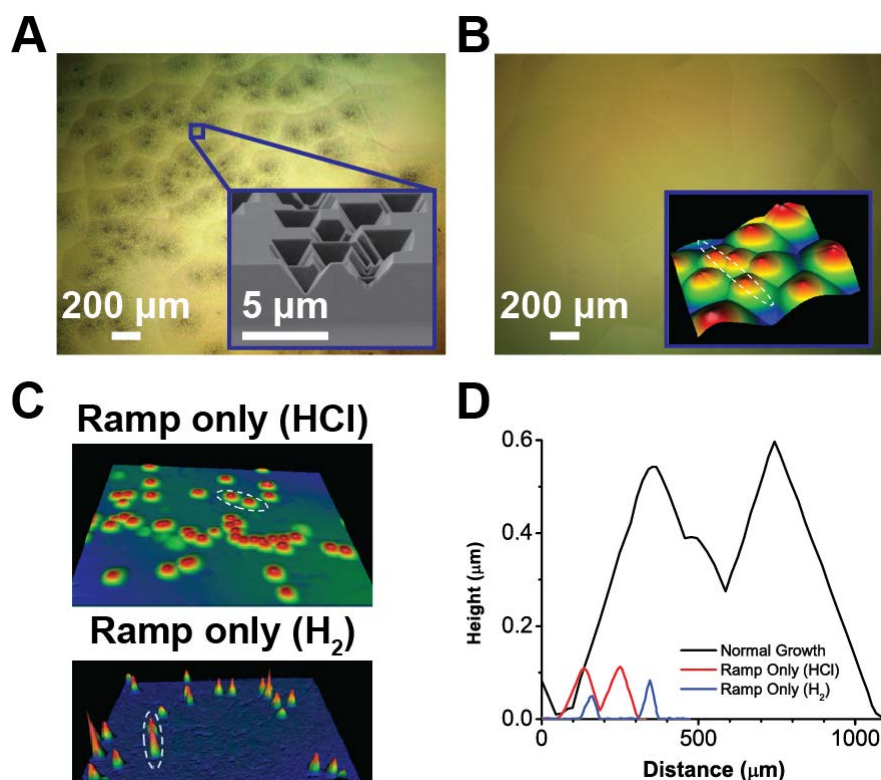 A
200 μm
5 μm
B
200 μm
C
Ramp only (HCl)
Ramp only (H₂)
D
0.6
0.4
0.2
0.0
Height (μm)
Normal Growth
Ramp Only (HCl)
Ramp Only (H₂)
0 500 1000
Distance (μm)